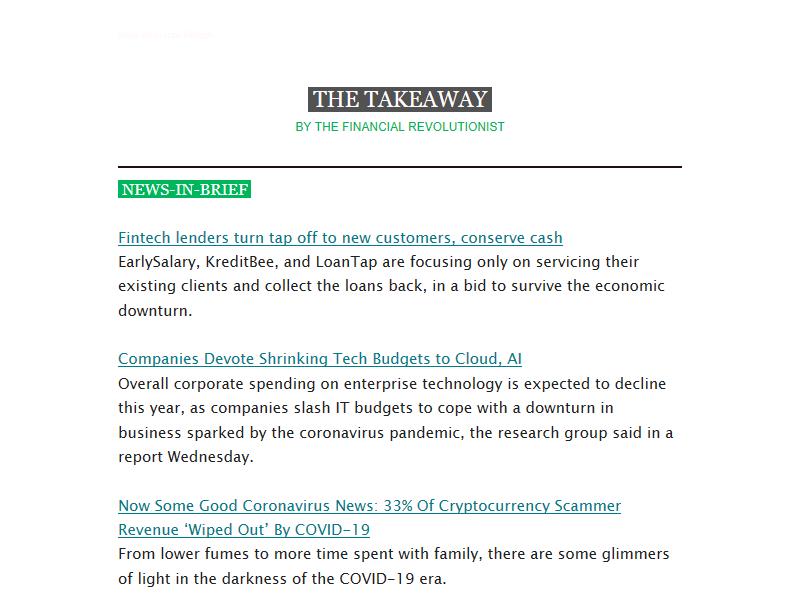 THE TAKEAWAY
BY THE FINANCIAL REVOLUTIONIST
NEWS-IN-BRIEF
Fintech lenders turn tap off to new customers, conserve cash
EarlySalary, KreditBee, and LoanTap are focusing only on servicing their
existing clients and collect the loans back, in a bid to survive the economic
downturn.
Companies Devote Shrinking Tech Budgets to Cloud, AI
Overall corporate spending on enterprise technology is expected to decline
this year, as companies slash IT budgets to cope with a downturn in
business sparked by the coronavirus pandemic, the research group said in a
report Wednesday.
Now Some Good Coronavirus News: 33% Of Cryptocurrency Scammer
Revenue ‘Wiped Out’ By COVID-19
From lower fumes to more time spent with family, there are some glimmers
of light in the darkness of the COVID-19 era.